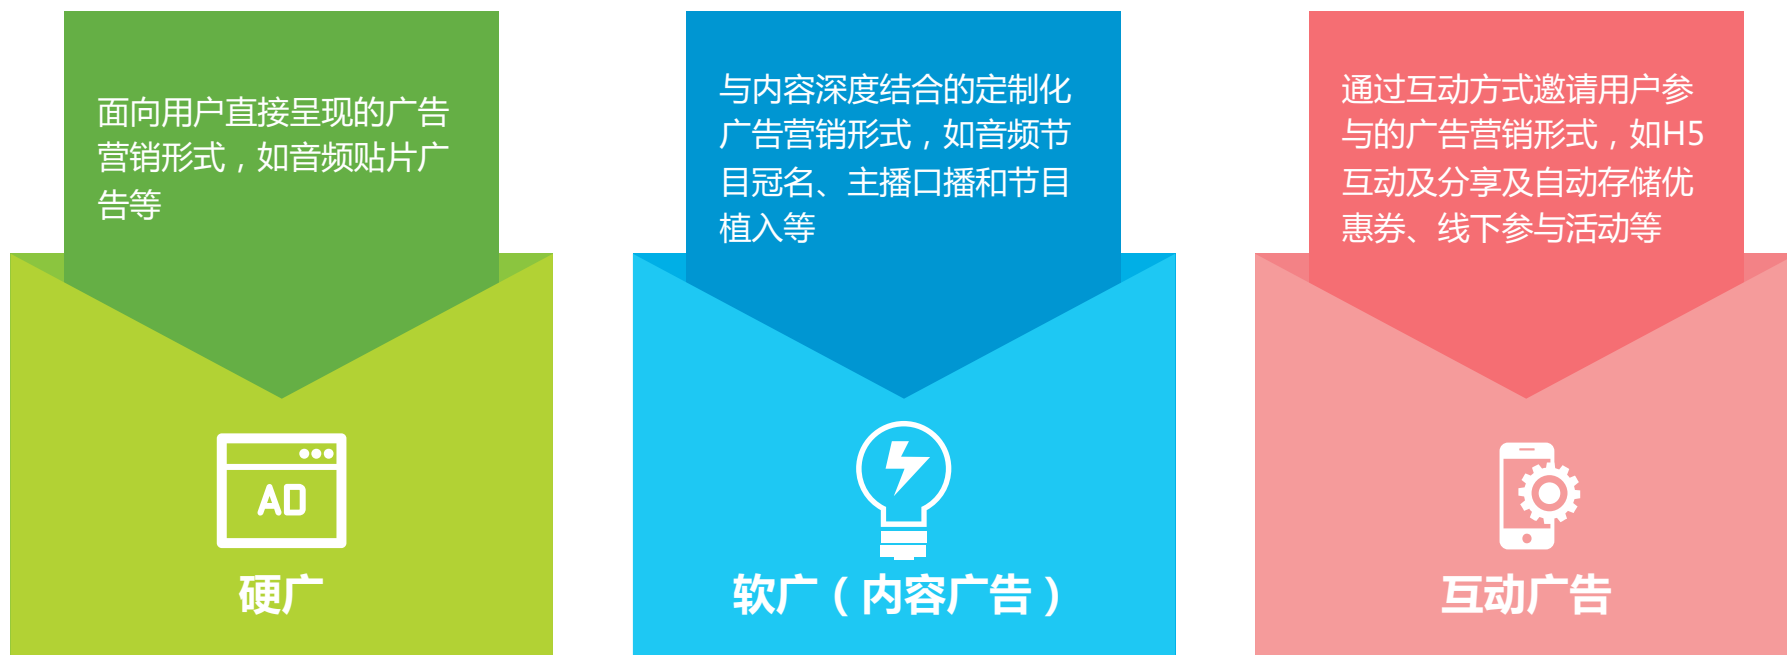 面向用户直接呈现的广告
营销形式，如音频贴片广
告等
AD
硬广
与内容深度结合的定制化
广告营销形式，如音频节
目冠名、主播口播和节目
植入等
软广（内容广告）
通过互动方式邀请用户参
与的广告营销形式，如H5
互动及分享及自动存储优
惠券、线下参与活动等
互动广告